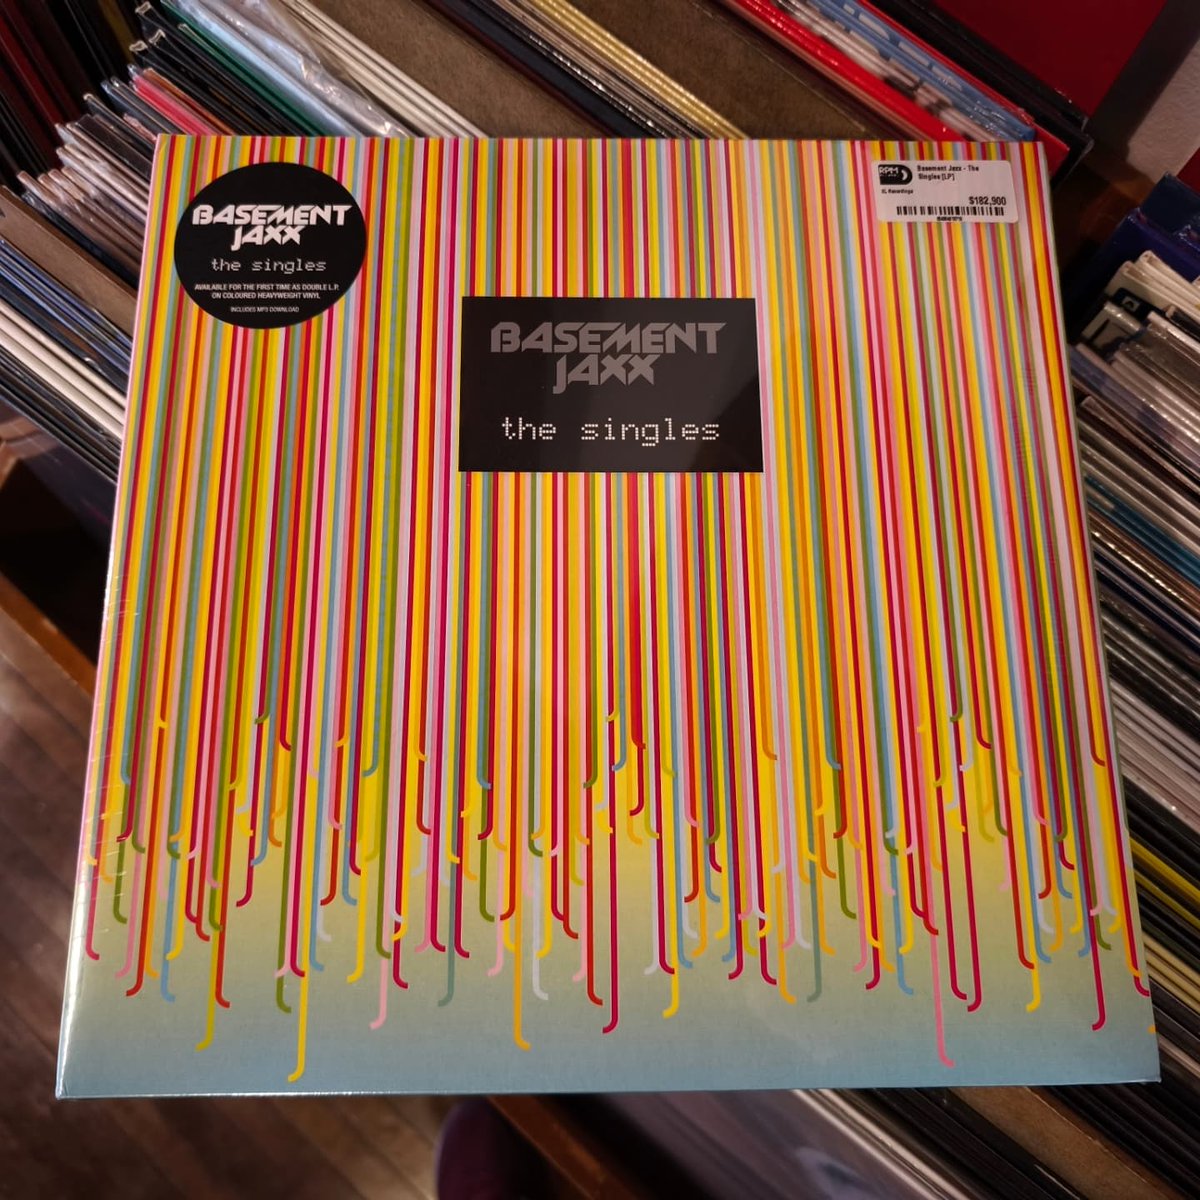 BASEMENT
JAXX
the singles
AVAILABLE FOR THE FIRST TIME AS DOUBLE L.P.
ON COLOURED HEAVYWEIGHT VINYL
INCLUDES MP3 DOWNLOAD
RPM
Basement Jaxx - The
Singles [LP]
XL Recordings
$182,900
BASEMENT
JAXX
the singles